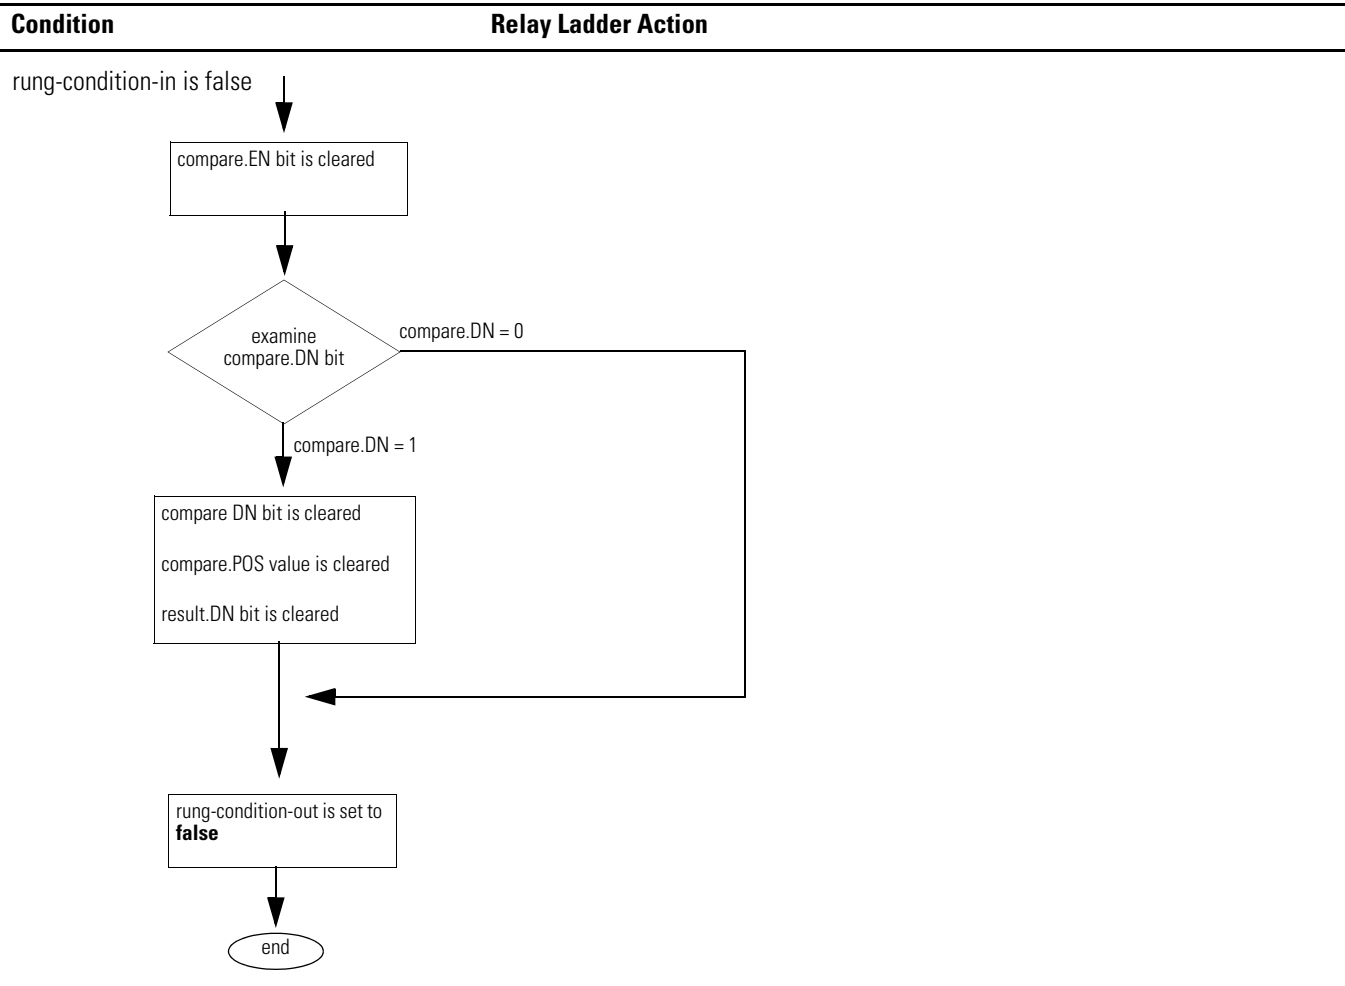 Condition Relay Ladder Action
rung-condition-in is false
compare.EN bit is cleared
examine
compare.DN bit
compare.DN = 0
compare.DN = 1
compare DN bit is cleared
compare.POS value is cleared
result.DN bit is cleared
rung-condition-out is set to
false
end